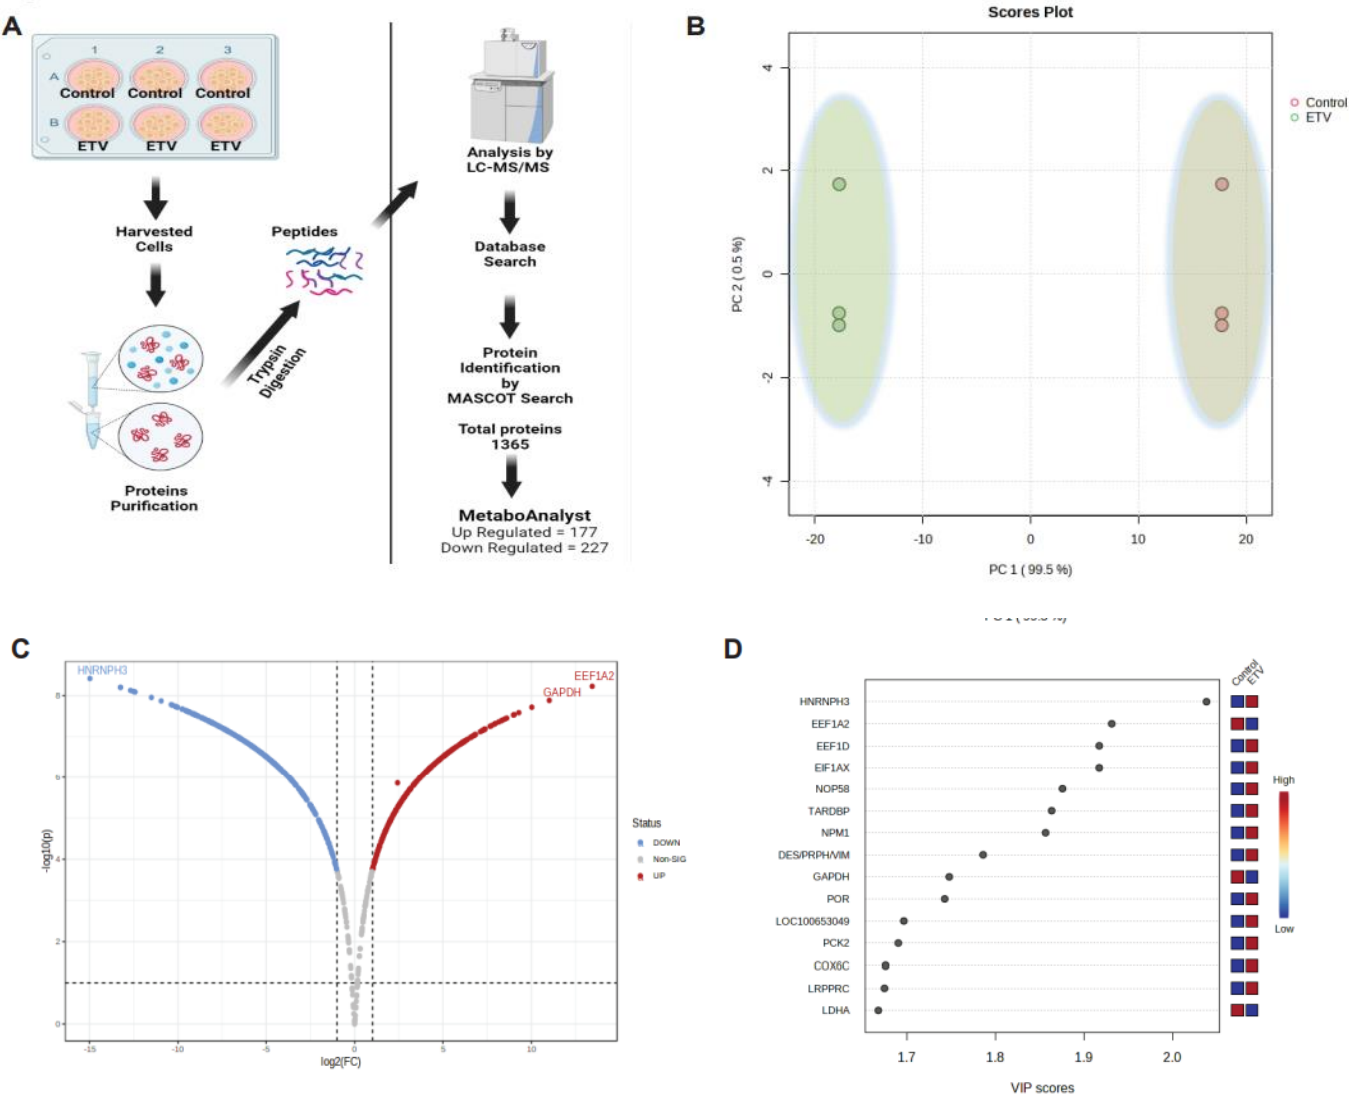 A
1 2 3
A
Control Control Control
B
ETV ETV ETV
Harvested
Cells
Peptides
Trypsin
Digestion
Proteins
Purification
Analysis by
LC-MS/MS
Database
Search
Protein
Identification
by
MASCOT Search
Total proteins
1365
MetaboAnalyst
Up Regulated = 177
Down Regulated = 227
B
Scores Plot
PC 2 ( 0.5 %)
4
2
0
-2
-4
-20 -10 0 10 20
PC 1 ( 99.5 %)
Control
ETV
C
HNRNPH3
EEF1A2
GAPDH
-log10(p)
8
6
4
2
0
-15 -10 -5 0 5 10
log2(FC)
Status
DOWN
Non-SIG
UP
D
Control
ETV
HNRNPH3
EEF1A2
EEF1D
EIF1AX
NOP58
TARDBP
NPM1
DES/PRPH/VIM
GAPDH
POR
LOC100653049
PCK2
COX6C
LRPPRC
LDHA
1.7 1.8 1.9 2.0
VIP scores
High
Low